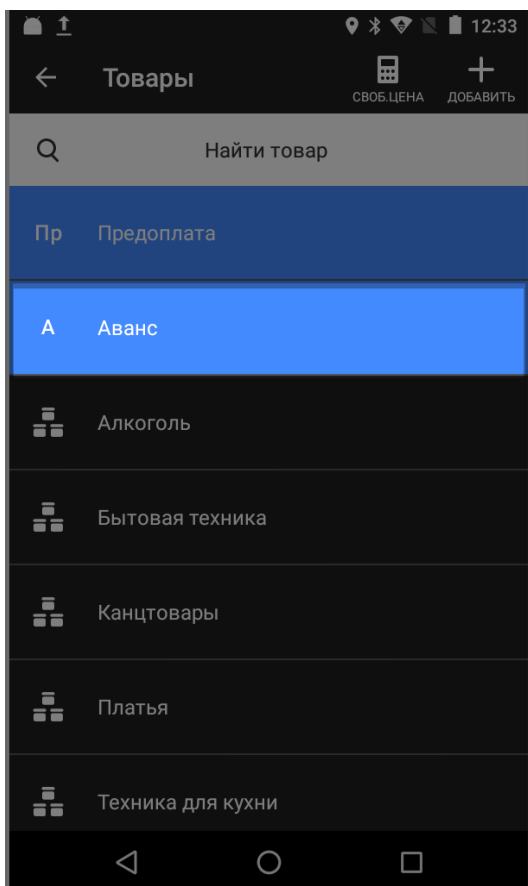 12:33
Товары
СВОБ.ЦЕНА
ДОБАВИТЬ
Найти товар
Пр Предоплата
А Аванс
Алкоголь
Бытовая техника
Канцтовары
Платья
Техника для кухни